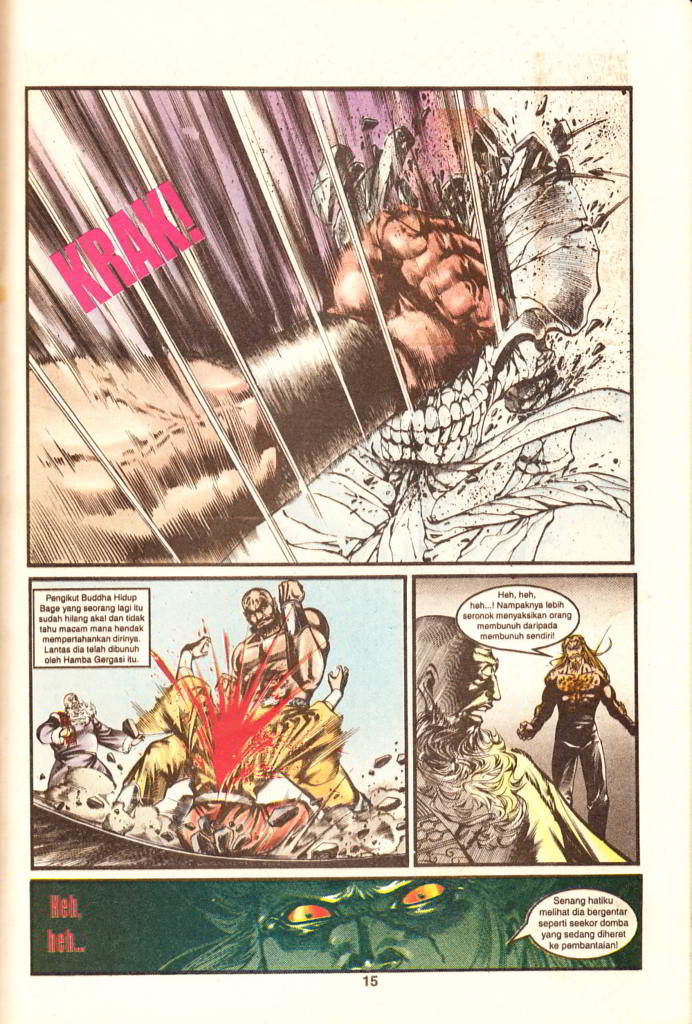 KRAK!
Pengikut Buddha Hidup
Bage yang seorang lagi itu
sudah hilang akal dan tidak
tahu macam mana hendak
mempertahankan dirinya.
Lantas dia telah dibunuh
oleh Hamba Gergasi itu.
Heh, heh,
heh...! Nampaknya lebih
seronok menyaksikan orang
membunuh daripada
membunuh sendiri!
Heh,
heh...
Senang hatiku
melihat dia bergentar
seperti seekor domba
yang sedang diheret
ke pembantaian!
15